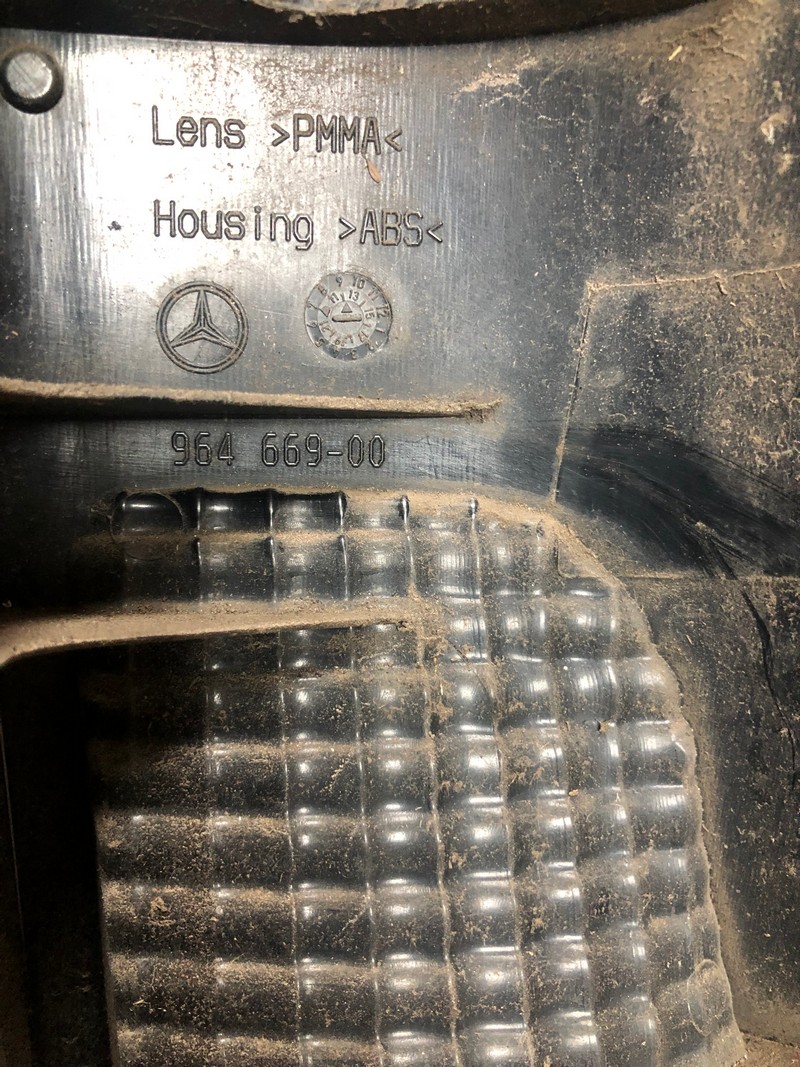 Lens >PMMA<
Housing >ABS<
964 669-00